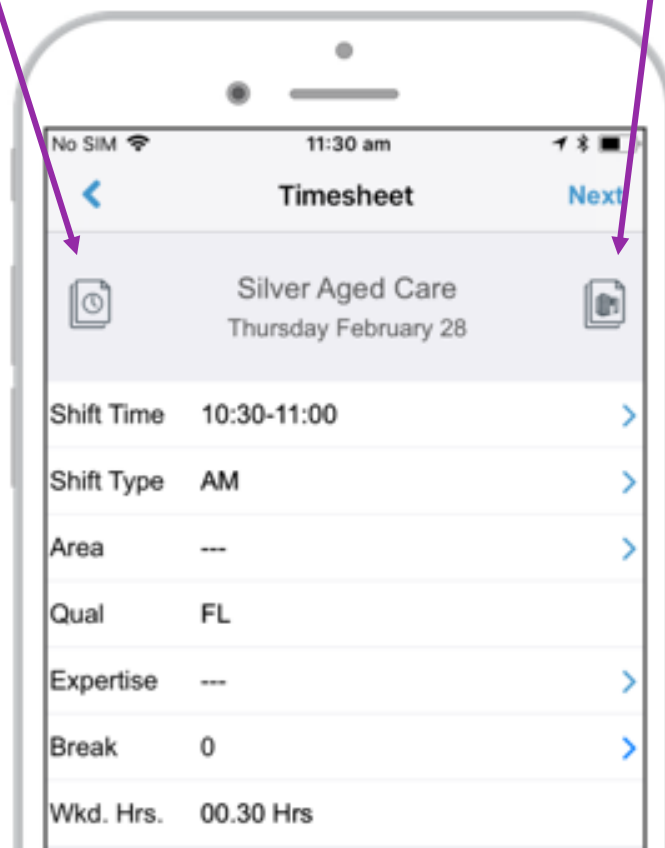 No SIM 11:30 am
Timesheet Next
Silver Aged Care
Thursday February 28
Shift Time 10:30-11:00
Shift Type AM
Area ---
Qual FL
Expertise ---
Break 0
Wkd. Hrs. 00.30 Hrs